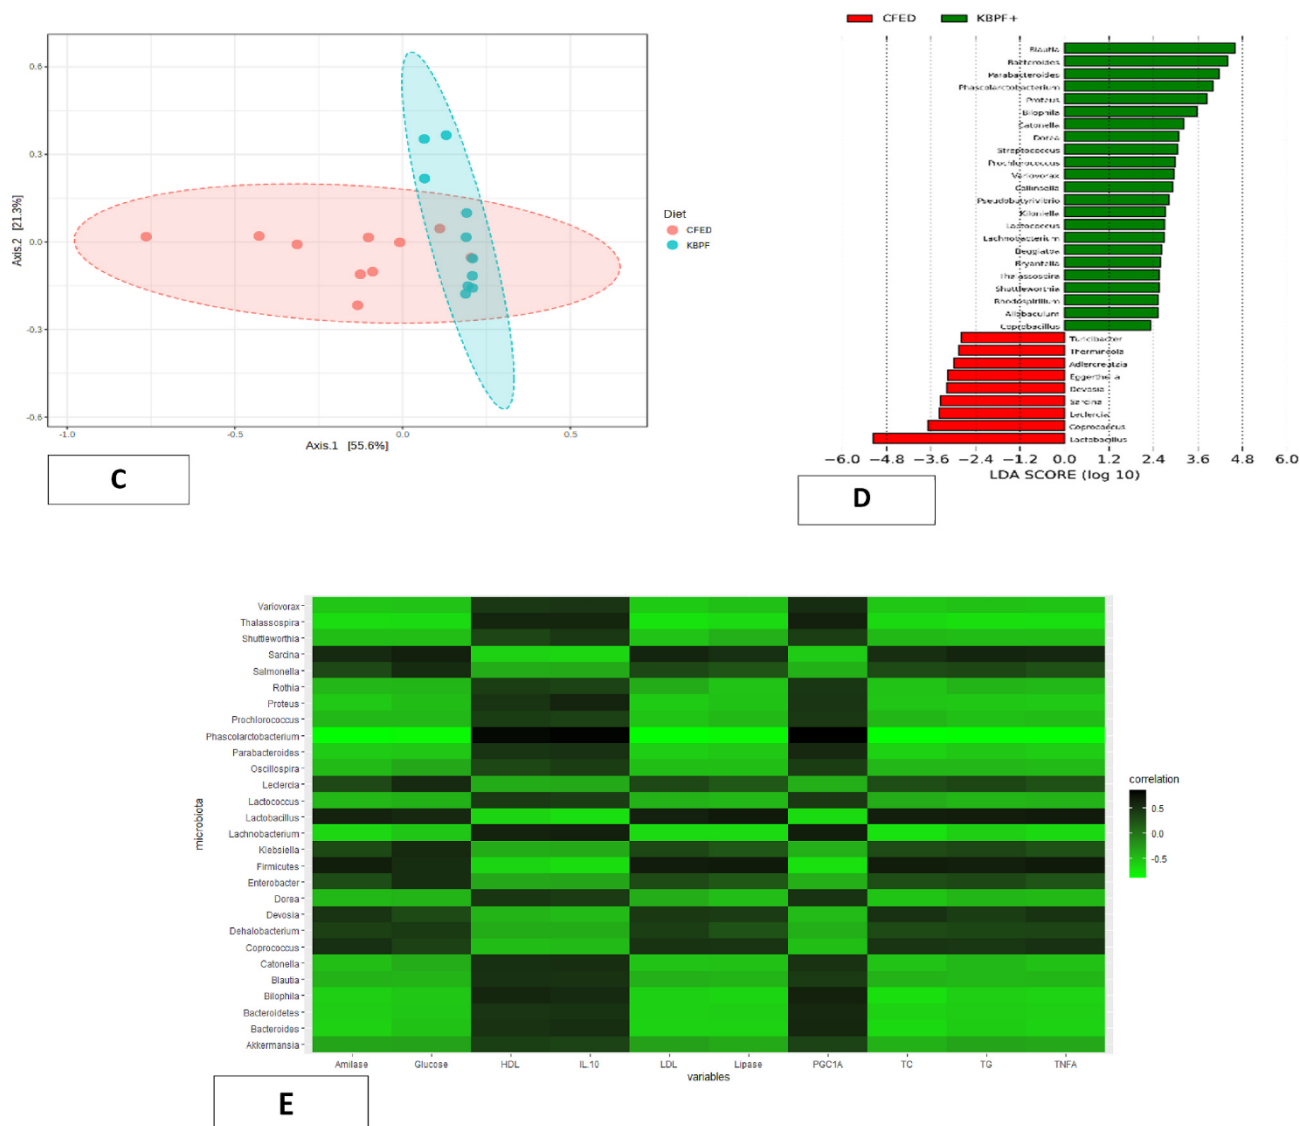 0.6
0.3
0.0
-0.3
-0.6
Axis.2 [21.3%]
-1.0 -0.5 0.0 0.5
Axis.1 [55.6%]
Diet
CFED
KBPF
C
CFED KBPF+
Blautia
Bacteroides
Parabacteroides
Phascolarctobacterium
Proteus
Bilophila
Catonella
Dorea
Streptococcus
Prochlorococcus
Variovorax
Collinsella
Pseudobutyrivibrio
Kiloniella
Lactococcus
Lachnobacterium
Beggiatoa
Bryantella
Thalassospira
Shuttleworthia
Rhodospirillum
Allobaculum
Coprobacillus
Turicibacter
Thermincola
Adlercreutzia
Eggerthella
Devosia
Sarcina
Leclercia
Coprococcus
Lactobacillus
−6.0 −4.8 −3.6 −2.4 −1.2 0.0 1.2 2.4 3.6 4.8 6.0
LDA SCORE (log 10)
D
microbiota
Variovorax
Thalassospira
Shuttleworthia
Sarcina
Salmonella
Rothia
Proteus
Prochlorococcus
Phascolarctobacterium
Parabacteroides
Oscillospira
Leclercia
Lactococcus
Lactobacillus
Lachnobacterium
Klebsiella
Firmicutes
Enterobacter
Dorea
Devosia
Dehalobacterium
Coprococcus
Catonella
Blautia
Bilophila
Bacteroidetes
Bacteroides
Akkermansia
Amilase Glucose HDL IL.10 LDL Lipase PGC1A TC TG TNFA
variables
correlation
0.5
0.0
-0.5
E